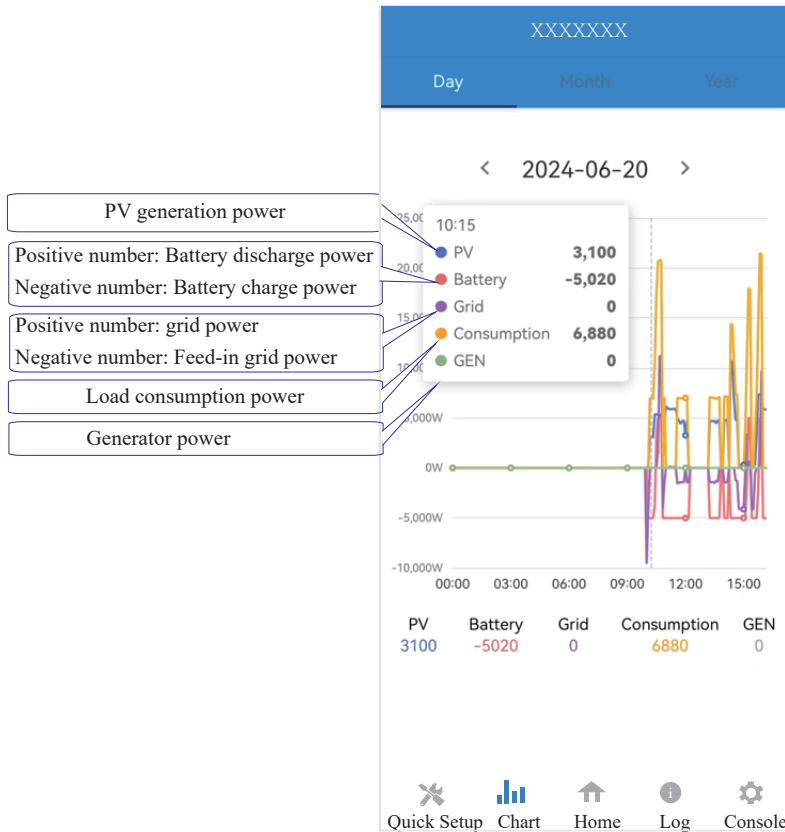 XXXXXXX
Day Month Year
2024-06-20
PV generation power
Positive number: Battery discharge power
Negative number: Battery charge power
Positive number: grid power
Negative number: Feed-in grid power
Load consumption power
Generator power
10:15
PV 3,100
Battery -5,020
Grid 0
Consumption 6,880
GEN 0
0W
-5,000W
-10,000W
00:00 03:00 06:00 09:00 12:00 15:00
PV Battery Grid Consumption GEN
3100 -5020 0 6880 0
Quick Setup Chart Home Log Console